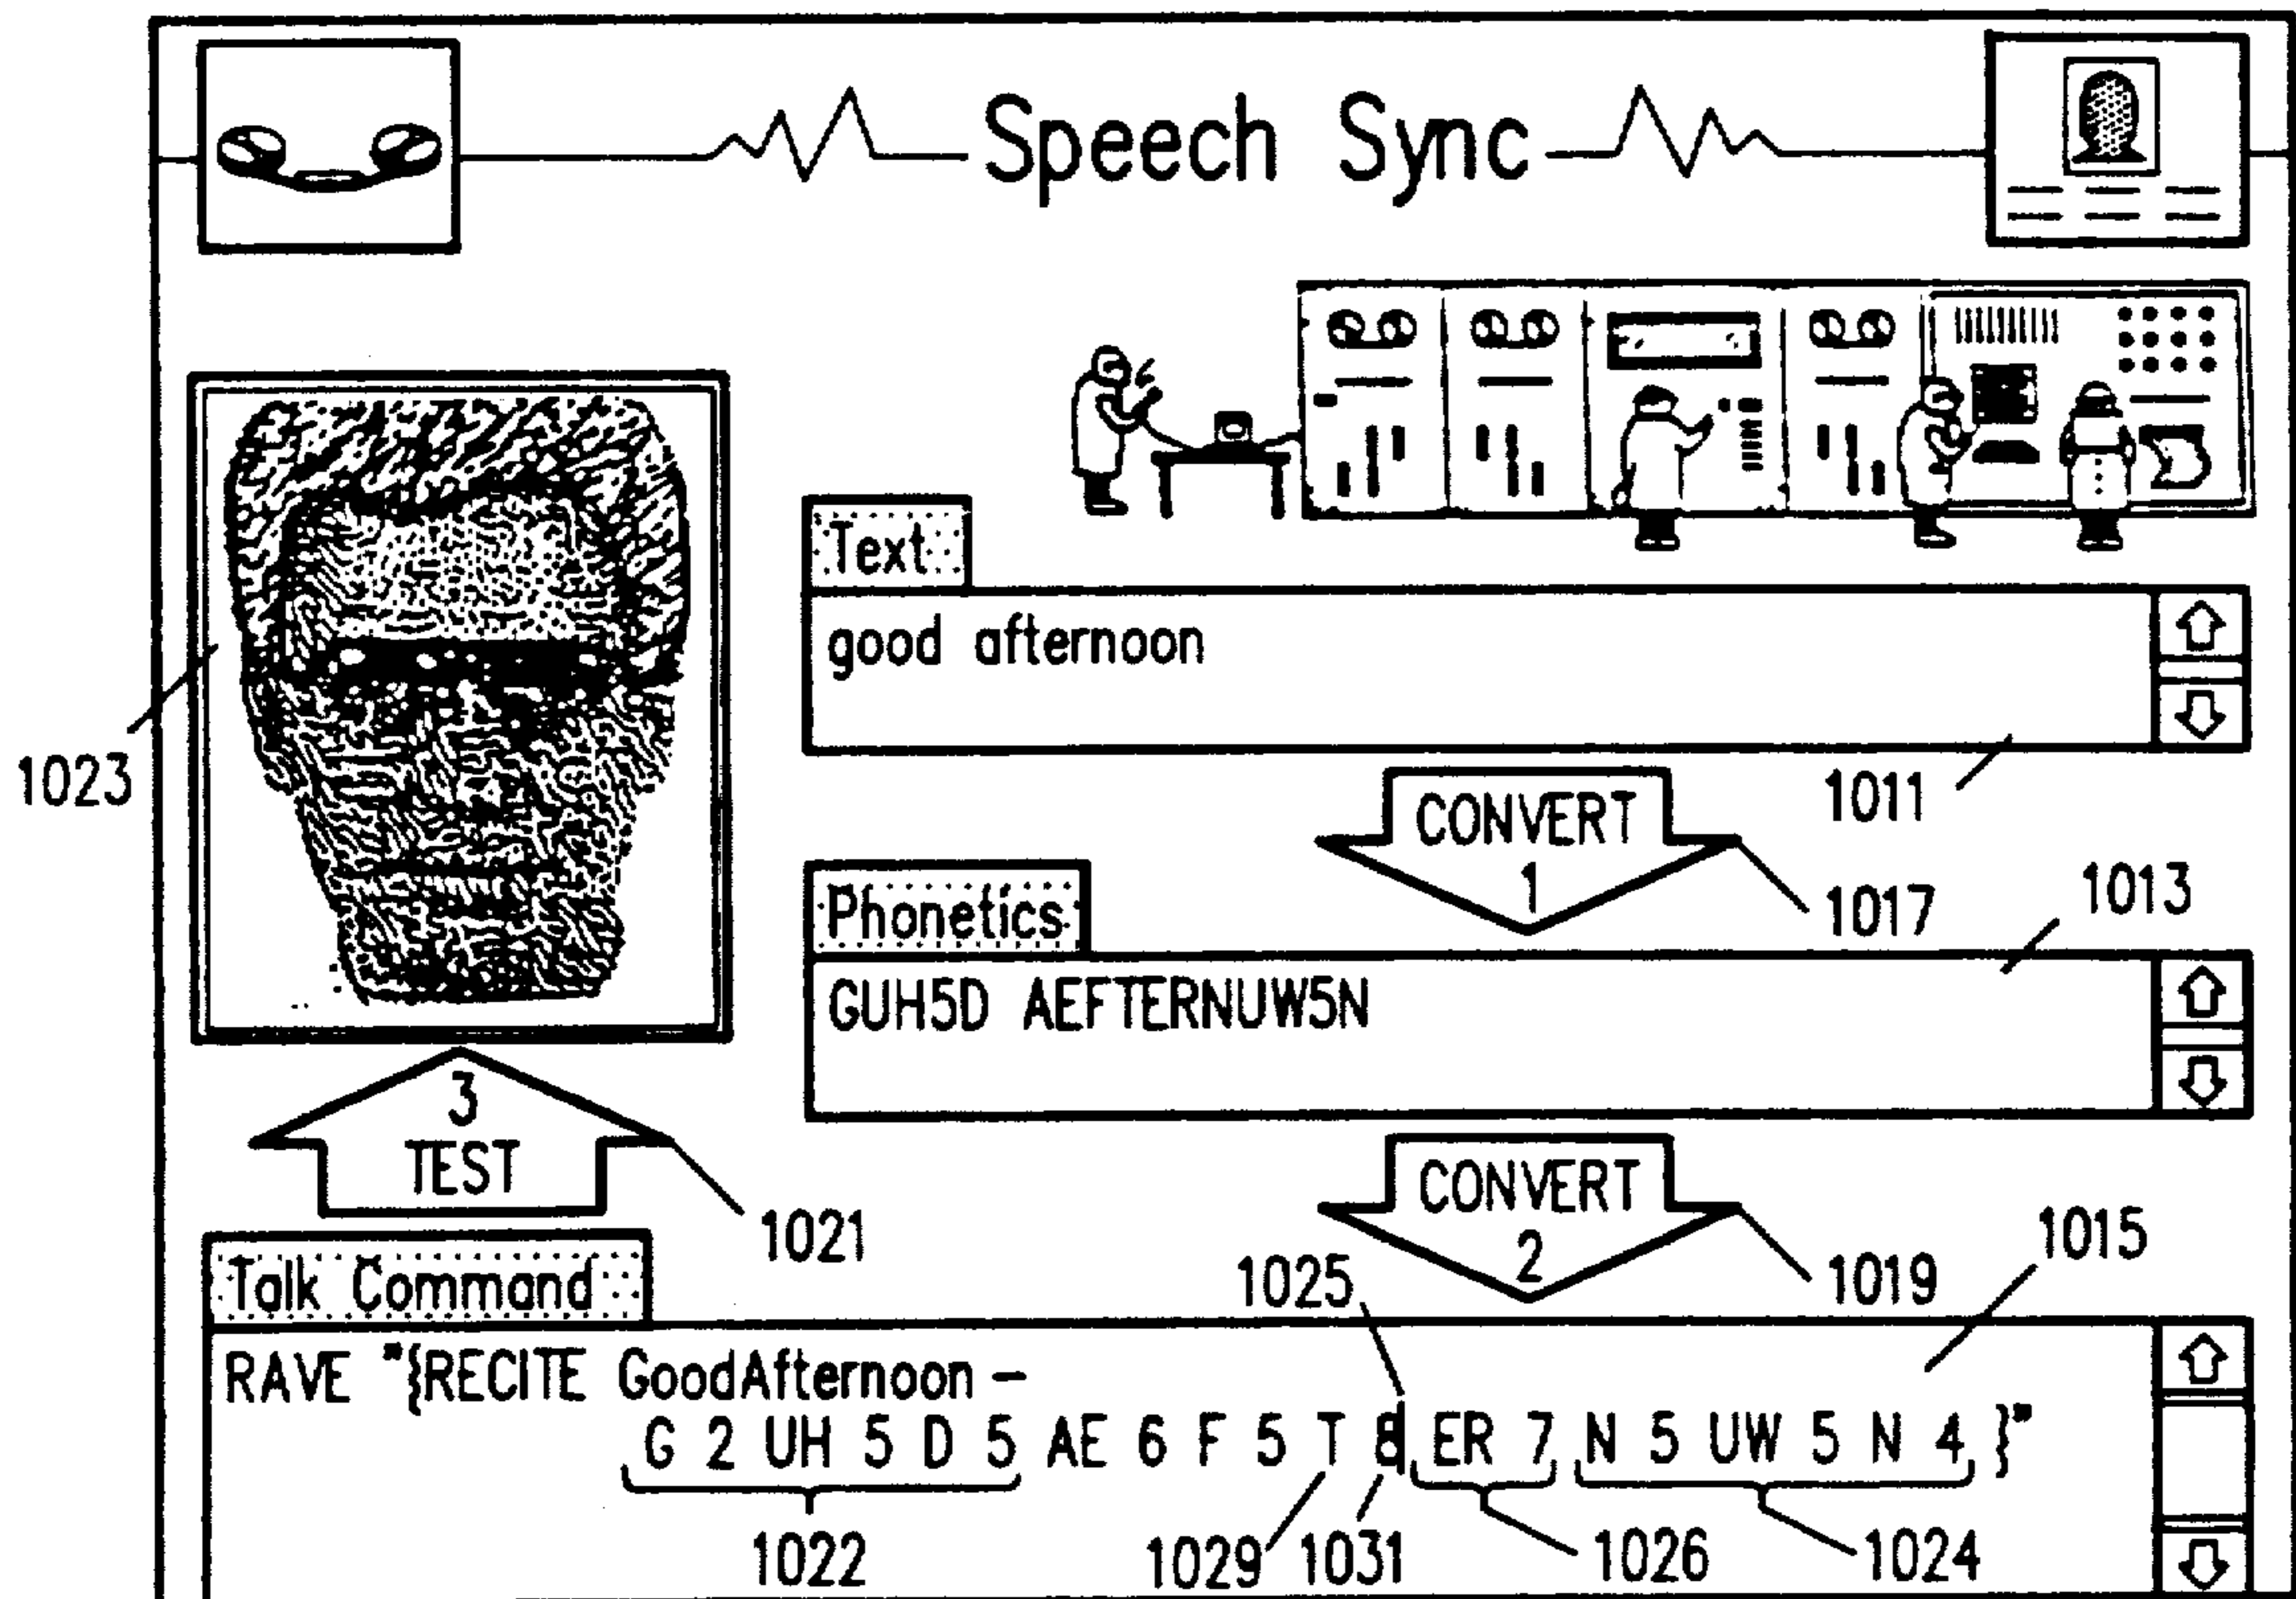 Speech Sync
Text
good afternoon
1023
1011
CONVERT
1
1017
1013
Phonetics
GUH5D AEFTERNUW5N
3
TEST
1021
CONVERT
2
1019
1015
1025
Talk Command
RAVE "{RECITE GoodAfternoon –
G 2 UH 5 D 5 AE 6 F 5 T 8 ER 7 N 5 UW 5 N 4 }"
1022
1029
1031
1026
1024